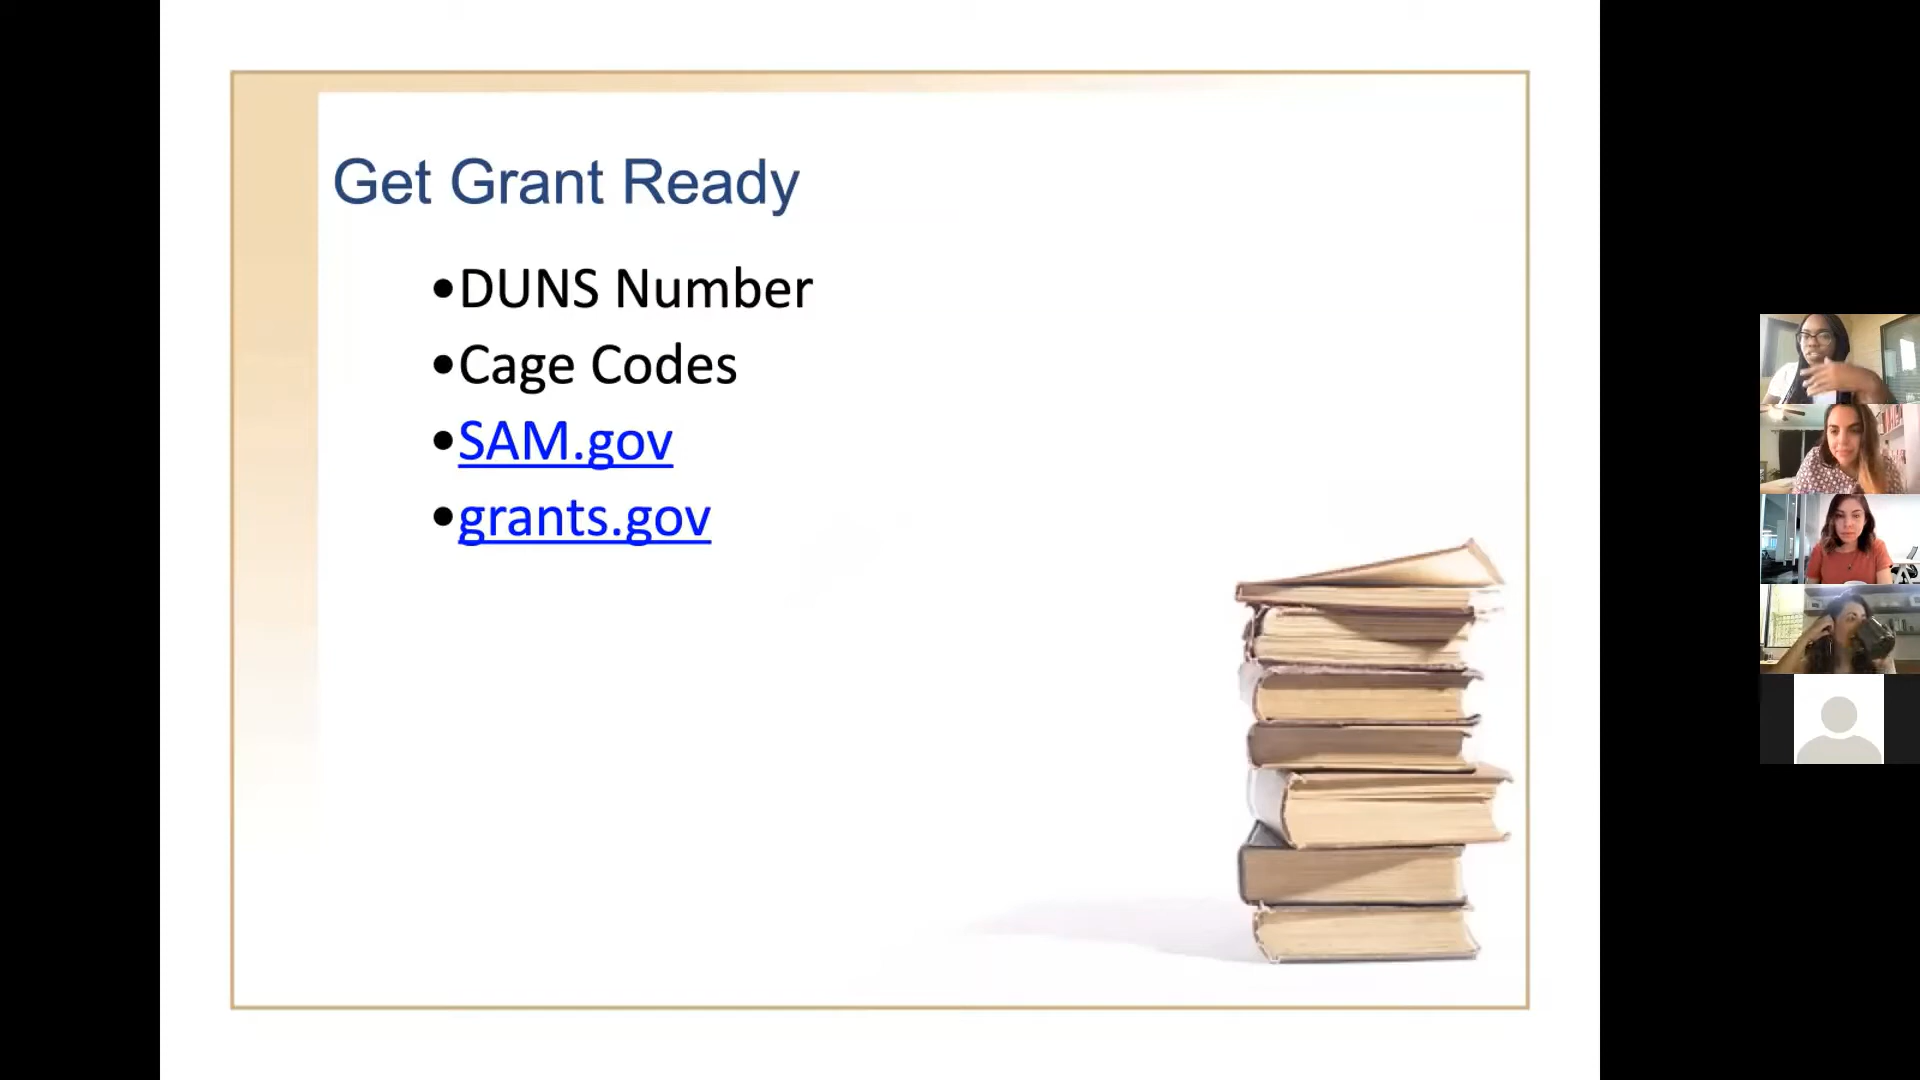 Get Grant Ready
•DUNS Number
•Cage Codes
•SAM.gov
•grants.gov